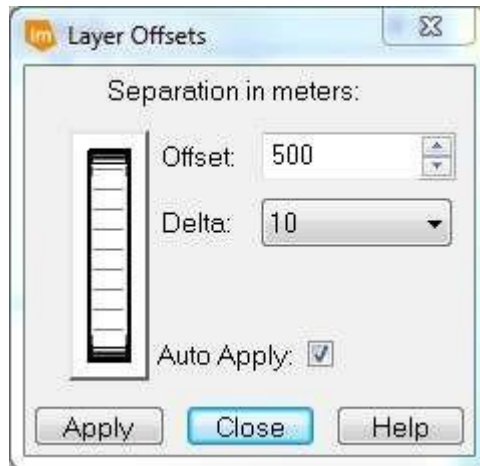 lm Layer Offsets
Separation in meters:
Offset: 500
Delta: 10
Auto Apply:
Apply Close Help